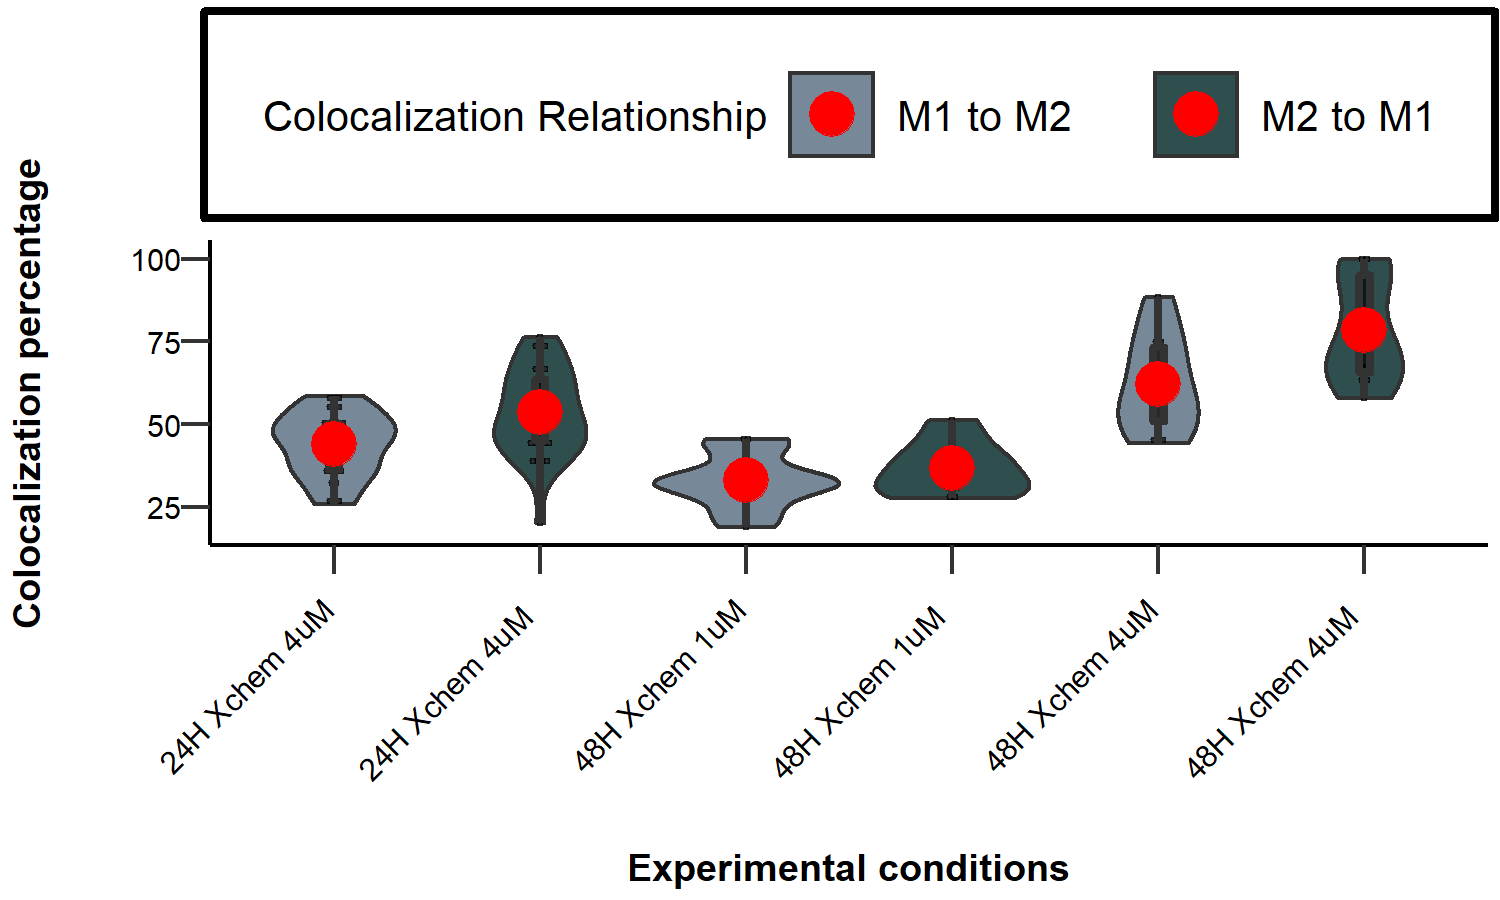 Colocalization Relationship M1 to M2 M2 to M1
Colocalization percentage
100
75
50
25
24H Xchem 4uM
24H Xchem 4uM
48H Xchem 1uM
48H Xchem 1uM
48H Xchem 4uM
48H Xchem 4uM
Experimental conditions